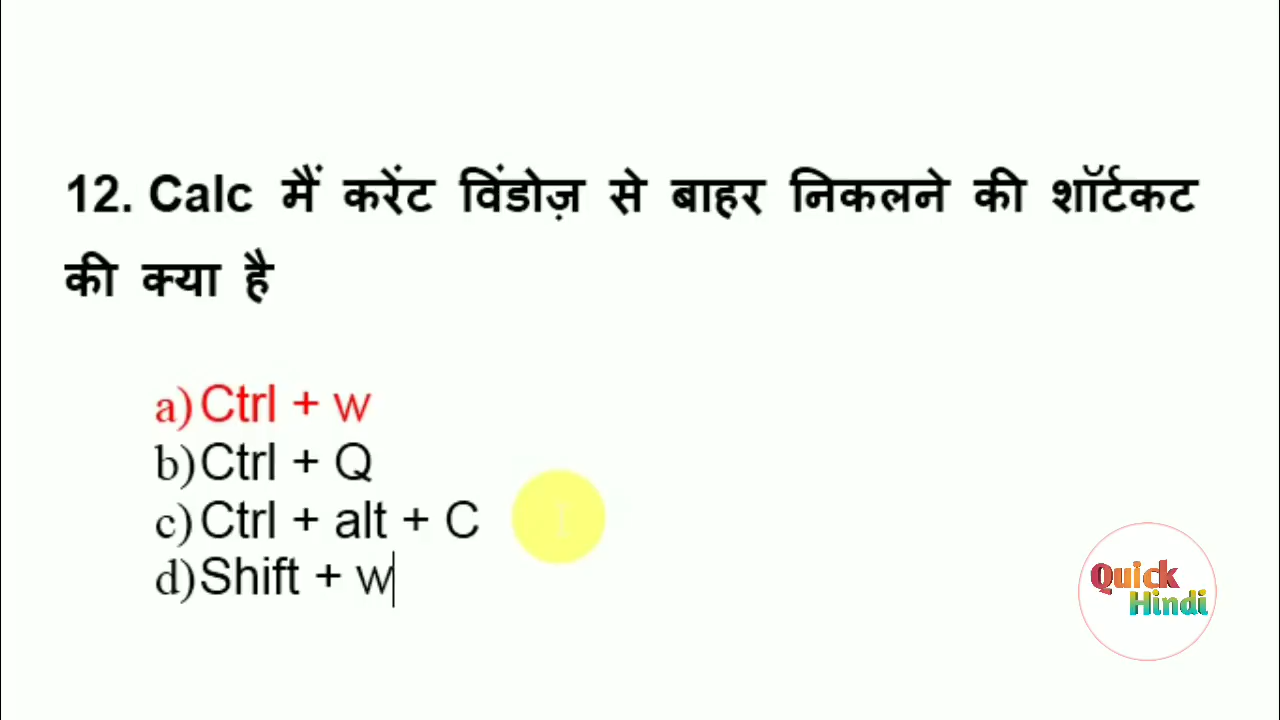 12. Calc मैं करेंट विंडोज़ से बाहर निकलने की शॉर्टकट
की क्या है
a) Ctrl + w
b) Ctrl + Q
c) Ctrl + alt + C
d) Shift + w
Quick
Hindi